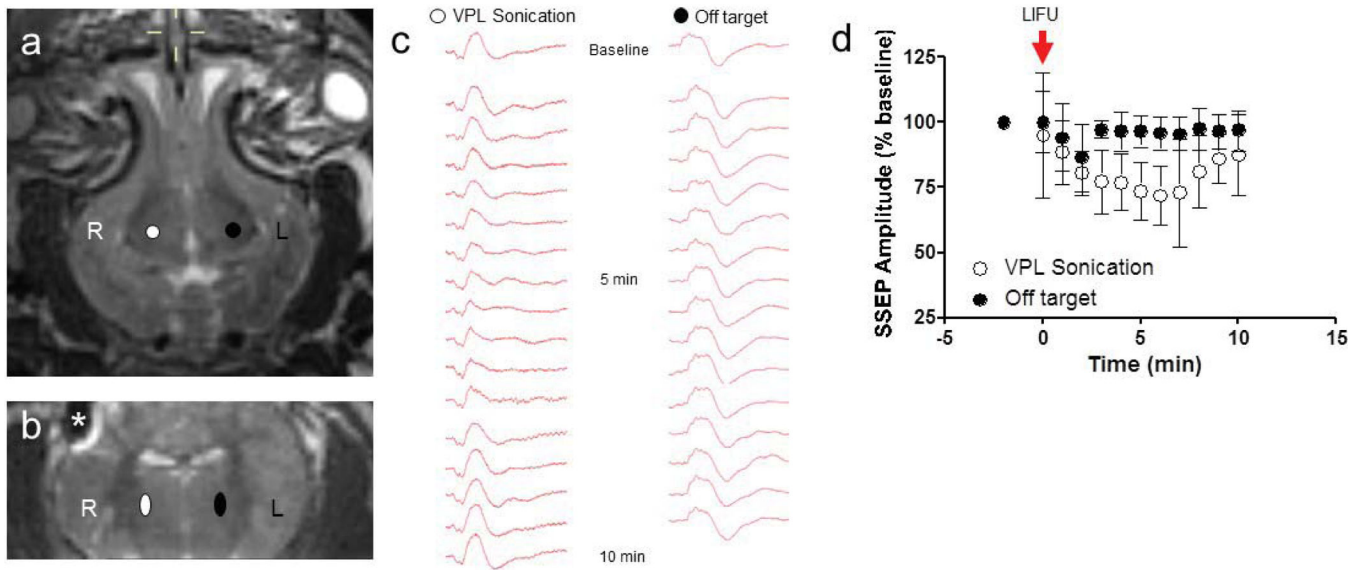 a
R
L
b
*
R
L
c
VPL Sonication
Off target
Baseline
5 min
10 min
d
LIFU
SSEP Amplitude (% baseline)
125
100
75
50
25
VPL Sonication
Off target
-5
0
5
10
15
Time (min)